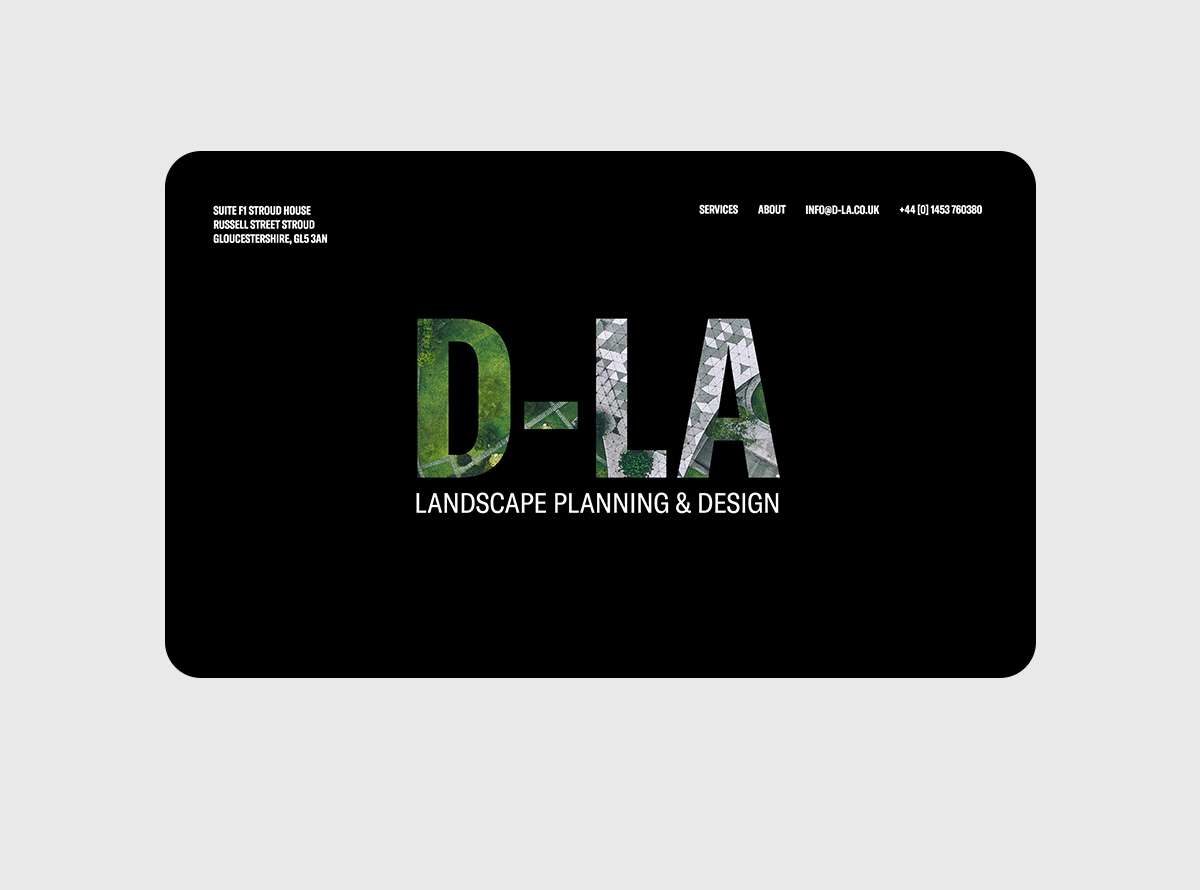 SUITE F1 STROUD HOUSE
RUSSELL STREET STROUD
GLOUCESTERSHIRE, GL5 3AN
SERVICES ABOUT INFO@D-LA.CO.UK +44 [0] 1453 760380
D-LA
LANDSCAPE PLANNING & DESIGN